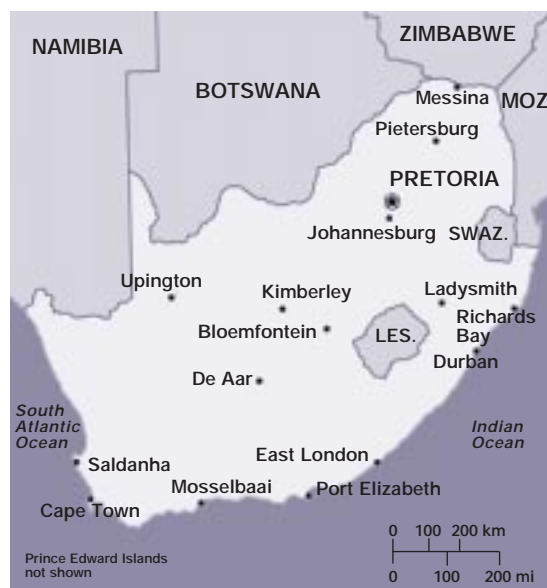 ZIMBABWE
NAMIBIA
BOTSWANA
Messina
MOZ
Pietersburg
PRETORIA
Johannesburg
SWAZ.
Upington
Kimberley
Ladysmith
Richards
Bay
Bloemfontein
LES.
Durban
De Aar
South
Atlantic
Ocean
Indian
Ocean
East London
Saldanha
Mosselbaai
Port Elizabeth
Cape Town
0 100 200 km
0 100 200 mi
Prince Edward Islands
not shown